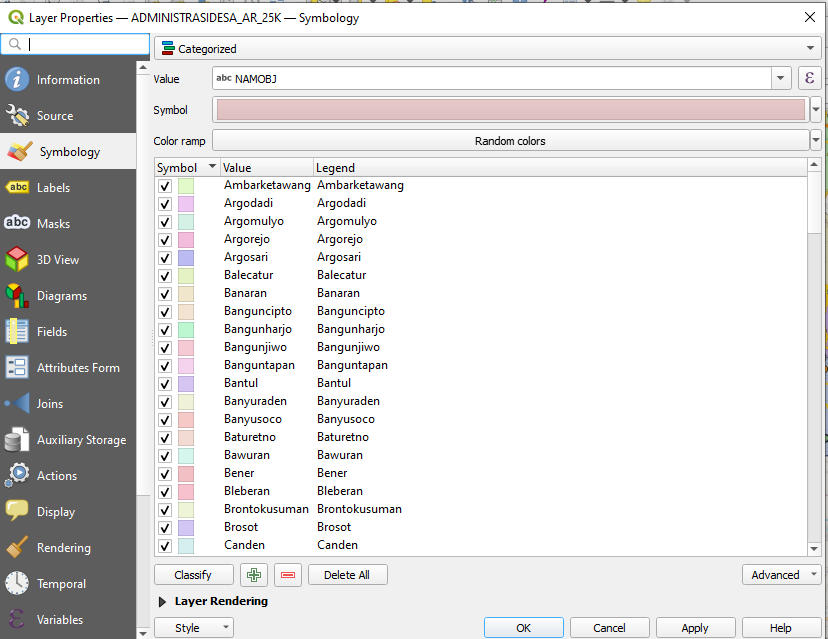 Layer Properties — ADMINISTRASIDESA_AR_25K — Symbology
Information
Source
Symbology
abc Labels
abc Masks
3D View
Diagrams
Fields
Attributes Form
Joins
Auxiliary Storage
Actions
Display
Rendering
Temporal
Variables
Categorized
Value abc NAMOBJ ε
Symbol
Color ramp Random colors
Symbol Value Legend
Ambarketawang Ambarketawang
Argodadi Argodadi
Argomulyo Argomulyo
Argorejo Argorejo
Argosari Argosari
Balecatur Balecatur
Banaran Banaran
Banguncipto Banguncipto
Bangunharjo Bangunharjo
Bangunjiwo Bangunjiwo
Banguntapan Banguntapan
Bantul Bantul
Banyuraden Banyuraden
Banyusoco Banyusoco
Baturetno Baturetno
Bawuran Bawuran
Bener Bener
Bleberan Bleberan
Brontokusuman Brontokusuman
Brosot Brosot
Canden Canden
Classify Delete All Advanced
Layer Rendering
Style OK Cancel Apply Help